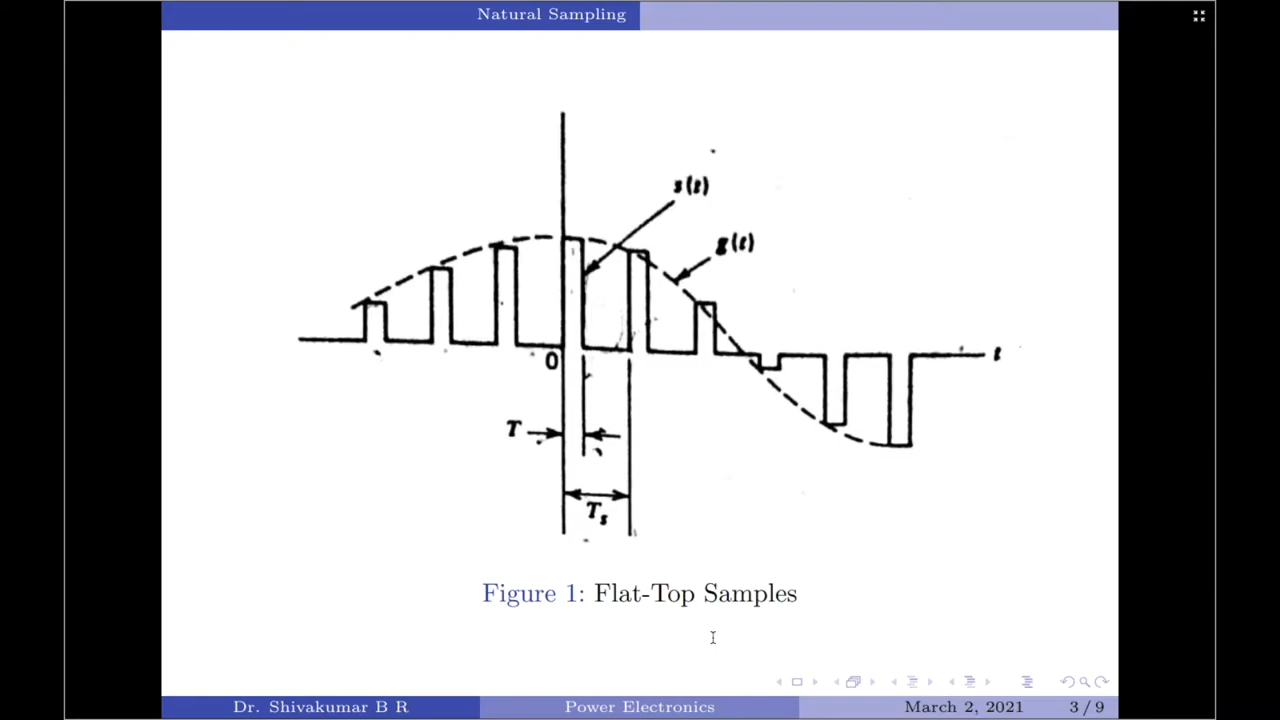 Natural Sampling
s(t)
g(t)
0
t
T
Ts
Figure 1: Flat-Top Samples
Dr. Shivakumar B R
Power Electronics
March 2, 2021
3 / 9